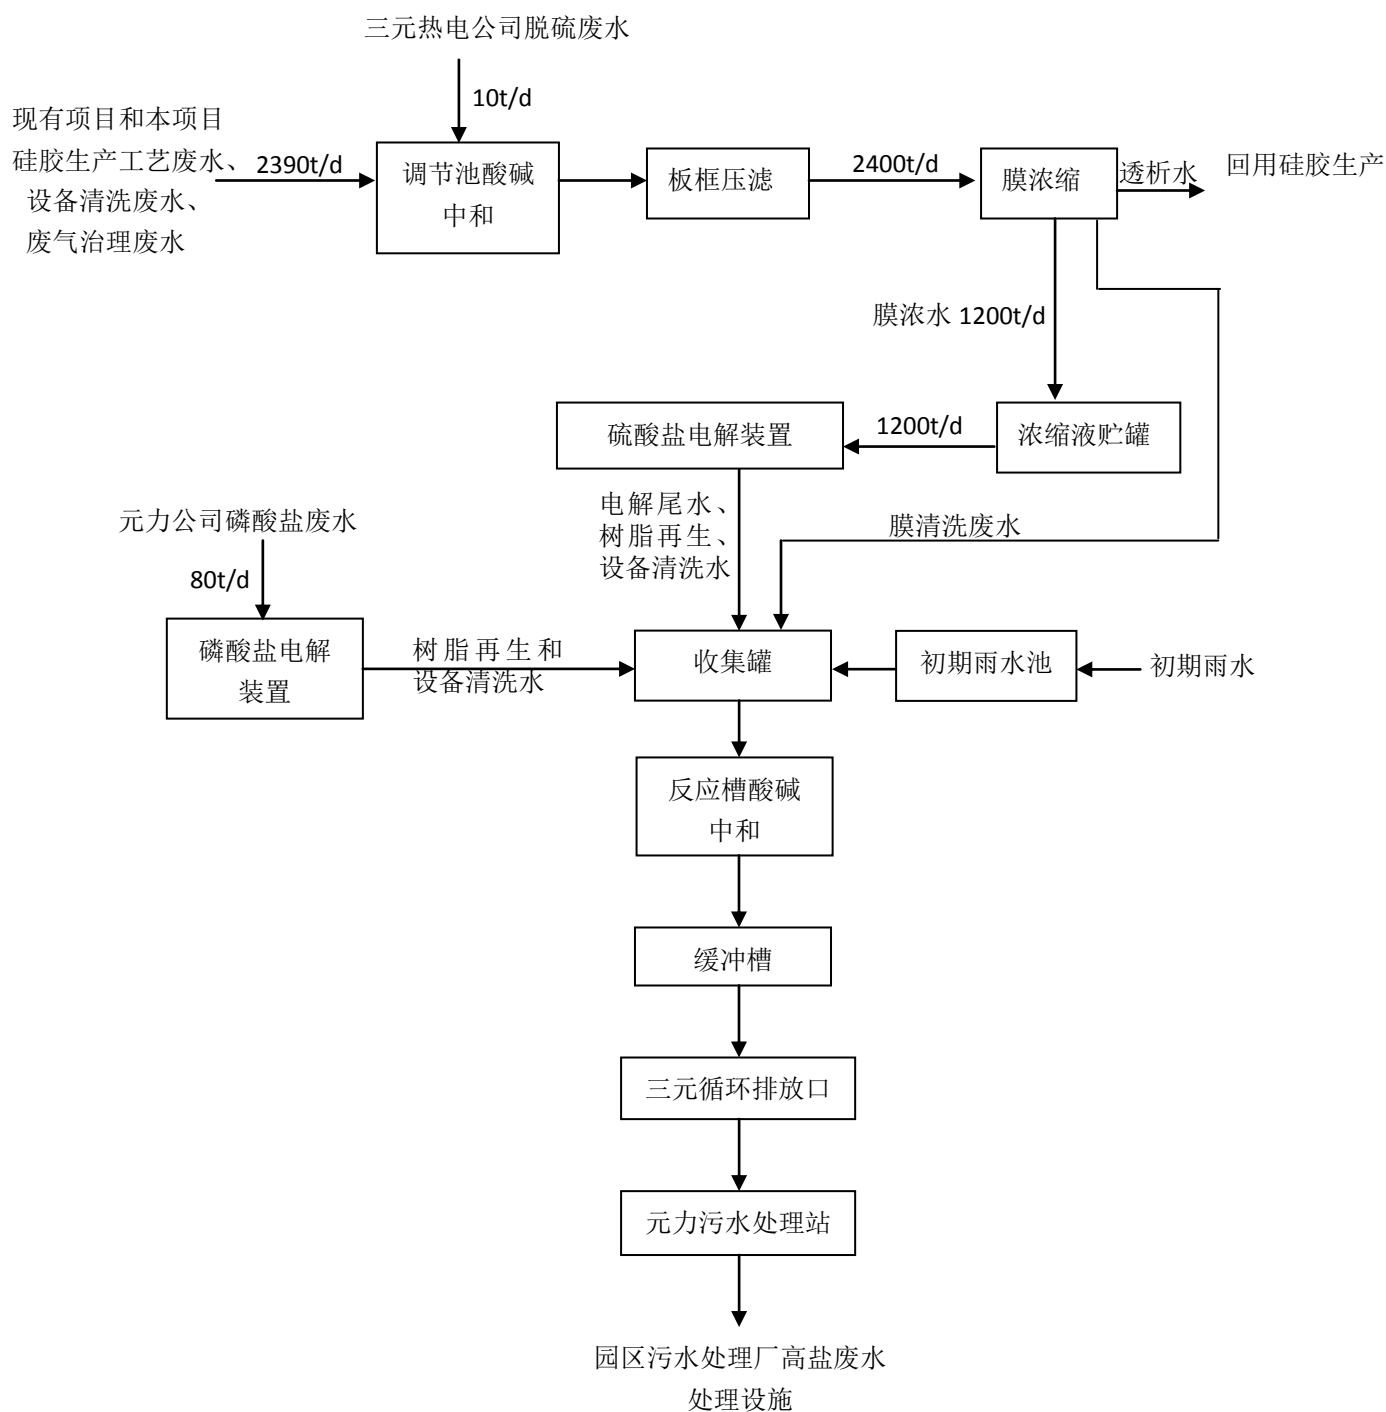 三元热电公司脱硫废水
10t/d
现有项目和本项目
硅胶生产工艺废水、
设备清洗废水、
废气治理废水
2390t/d
调节池酸碱
中和
板框压滤
2400t/d
膜浓缩
透析水
回用硅胶生产
膜浓水 1200t/d
硫酸盐电解装置
1200t/d
浓缩液贮罐
电解尾水、
树脂再生、
设备清洗水
膜清洗废水
元力公司磷酸盐废水
80t/d
磷酸盐电解
装置
树脂再生和
设备清洗水
收集罐
初期雨水池
初期雨水
反应槽酸碱
中和
缓冲槽
三元循环排放口
元力污水处理站
园区污水处理厂高盐废水
处理设施